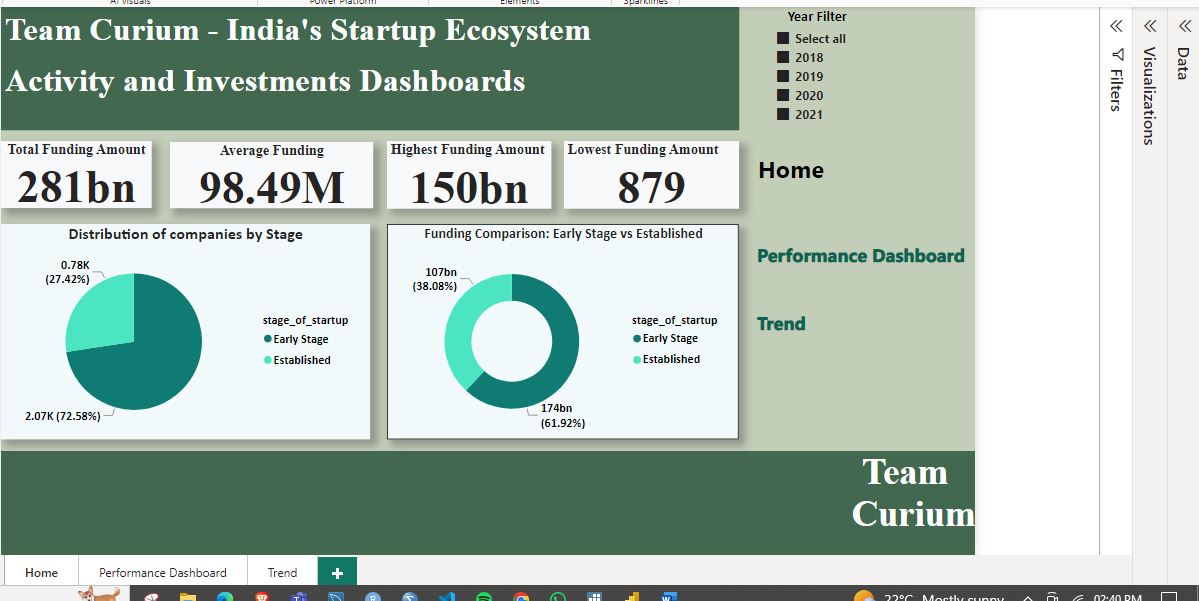 AI visuals
Power Platform
Elements
Sparklines
Team Curium - India's Startup Ecosystem
Activity and Investments Dashboards
Year Filter
Select all
2018
2019
2020
2021
Total Funding Amount
281bn
Average Funding
98.49M
Highest Funding Amount
150bn
Lowest Funding Amount
879
Home
Performance Dashboard
Trend
Distribution of companies by Stage
0.78K
(27.42%)
2.07K (72.58%)
stage_of_startup
Early Stage
Established
Funding Comparison: Early Stage vs Established
107bn
(38.08%)
174bn
(61.92%)
stage_of_startup
Early Stage
Established
Team
Curium
Filters
Visualizations
Data
Home
Performance Dashboard
Trend
22°C Mostly sunny
02:40 PM